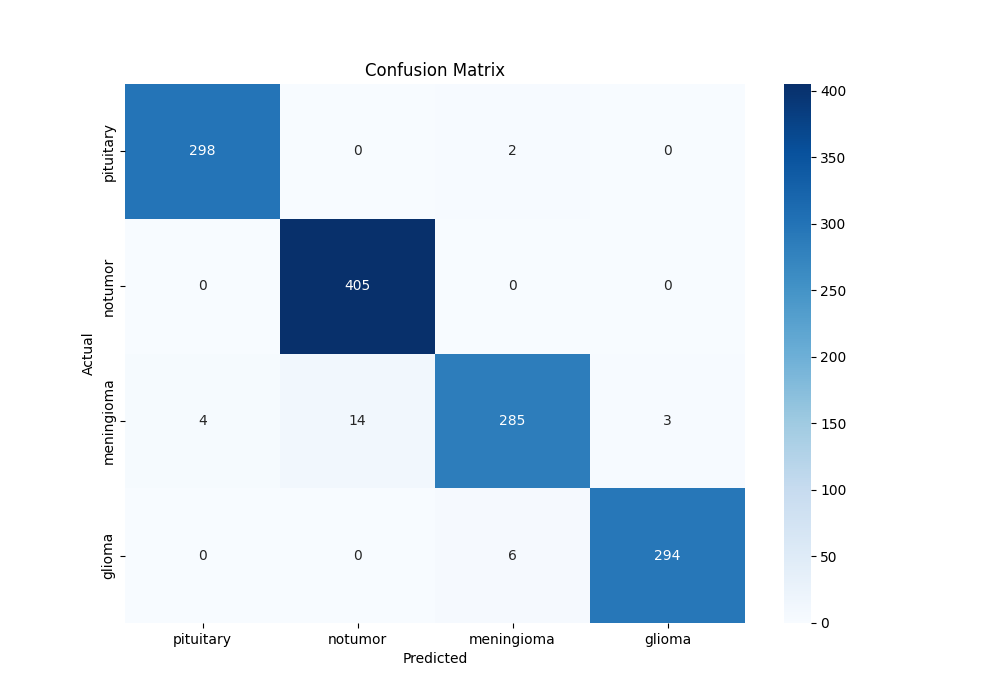 Confusion Matrix
pituitary 298 0 2 0
notumor 0 405 0 0
meningioma 4 14 285 3
glioma 0 0 6 294
Actual
pituitary notumor meningioma glioma
Predicted
400
350
300
250
200
150
100
50
0